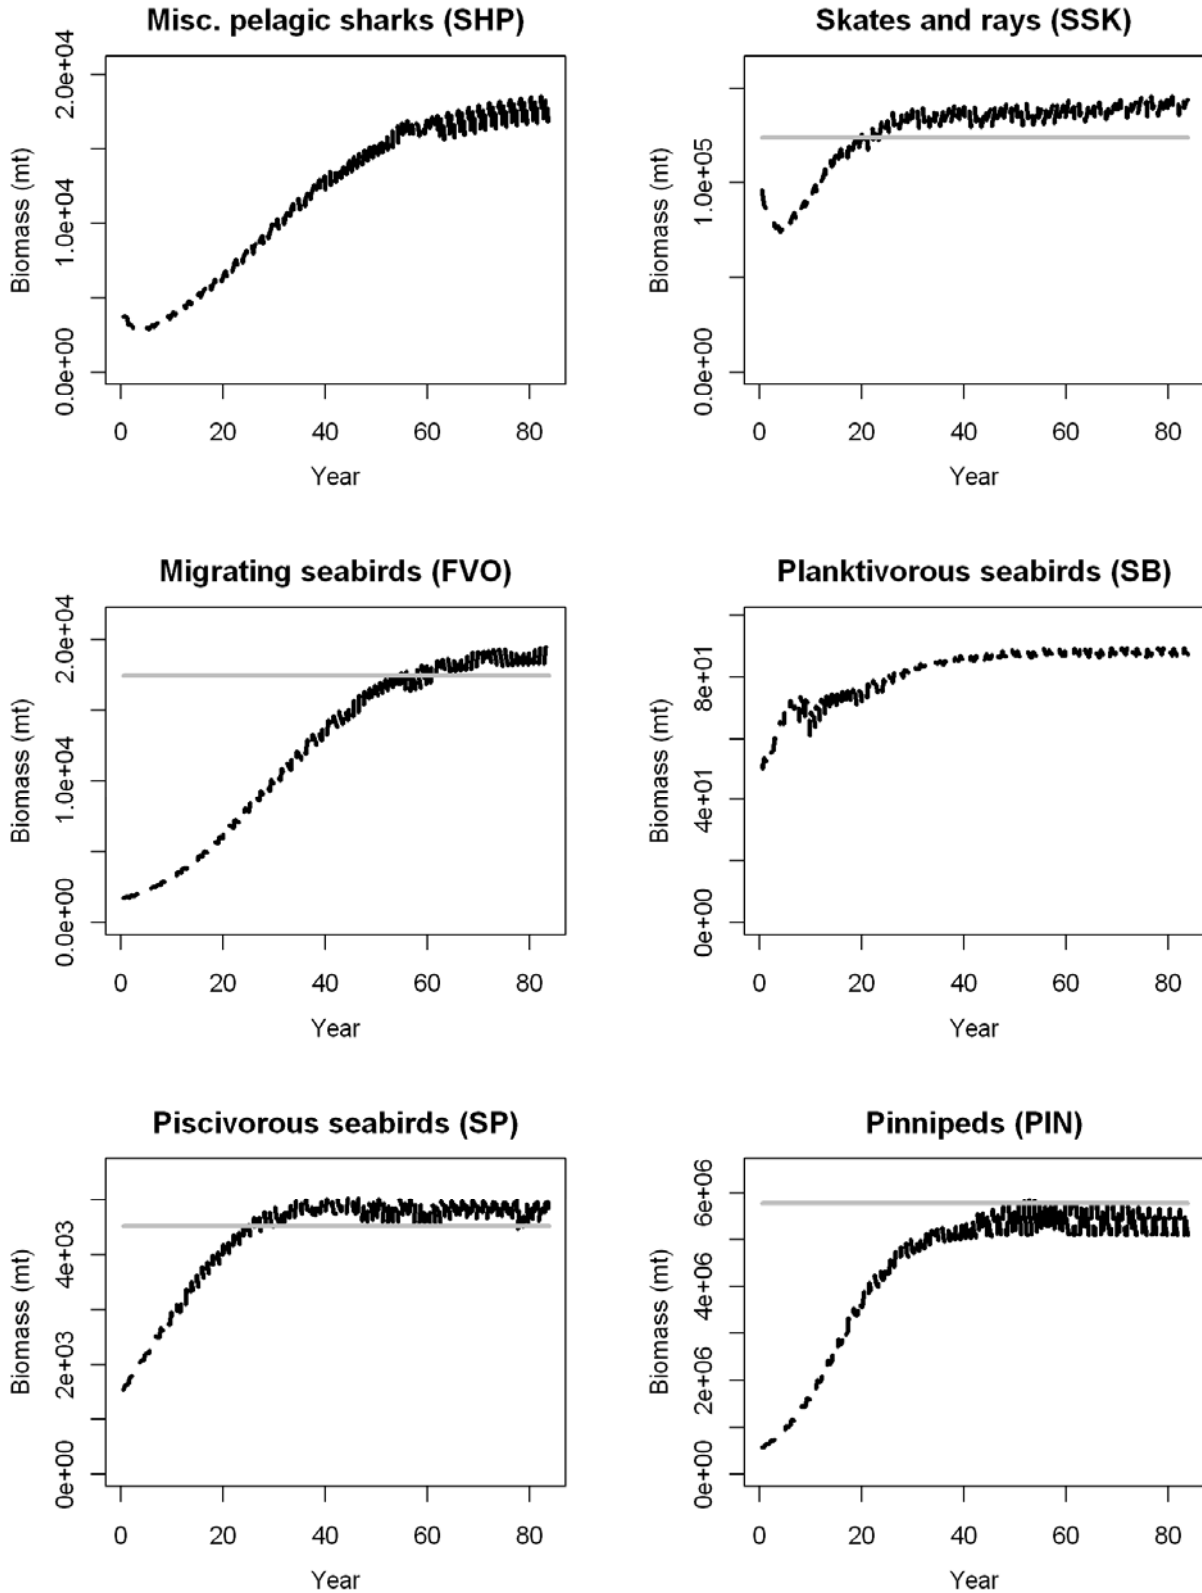 Misc. pelagic sharks (SHP)
Biomass (mt)
0.0e+00 1.0e+04 2.0e+04
0 20 40 60 80
Year
Skates and rays (SSK)
Biomass (mt)
0.0e+00 1.0e+05
0 20 40 60 80
Year
Migrating seabirds (FVO)
Biomass (mt)
0.0e+00 1.0e+04 2.0e+04
0 20 40 60 80
Year
Planktivorous seabirds (SB)
Biomass (mt)
0e+00 4e+01 8e+01
0 20 40 60 80
Year
Piscivorous seabirds (SP)
Biomass (mt)
0e+00 2e+03 4e+03
0 20 40 60 80
Year
Pinnipeds (PIN)
Biomass (mt)
0e+00 2e+06 4e+06 6e+06
0 20 40 60 80
Year